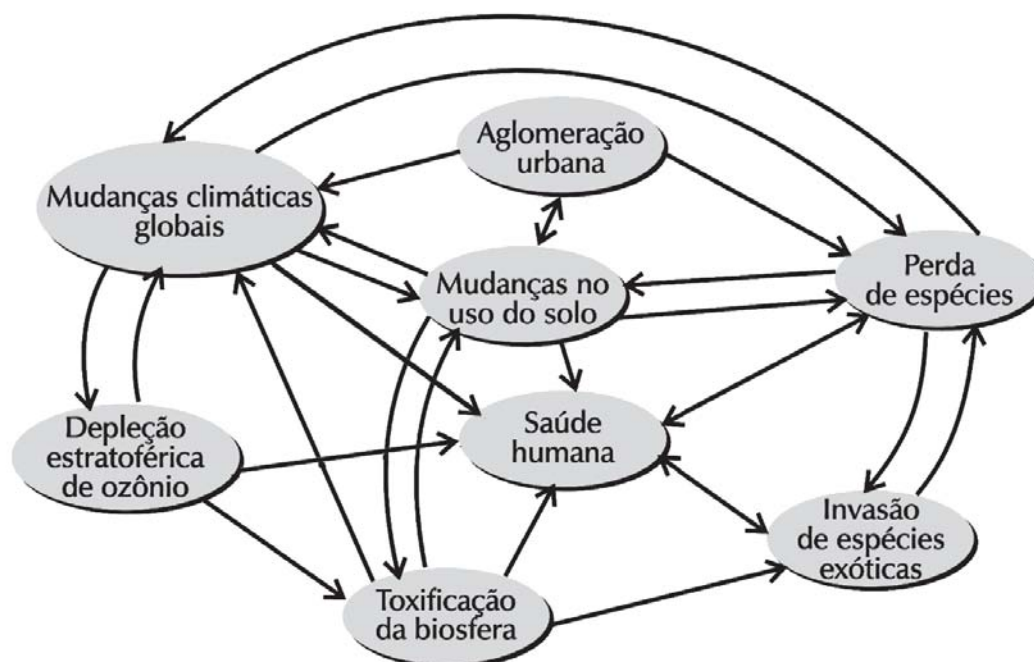 Aglomeração
urbana
Mudanças climáticas
globais
Mudanças no
uso do solo
Perda
de espécies
Depleção
estratoférica
de ozônio
Saúde
humana
Invasão
de espécies
exóticas
Toxificação
da biosfera